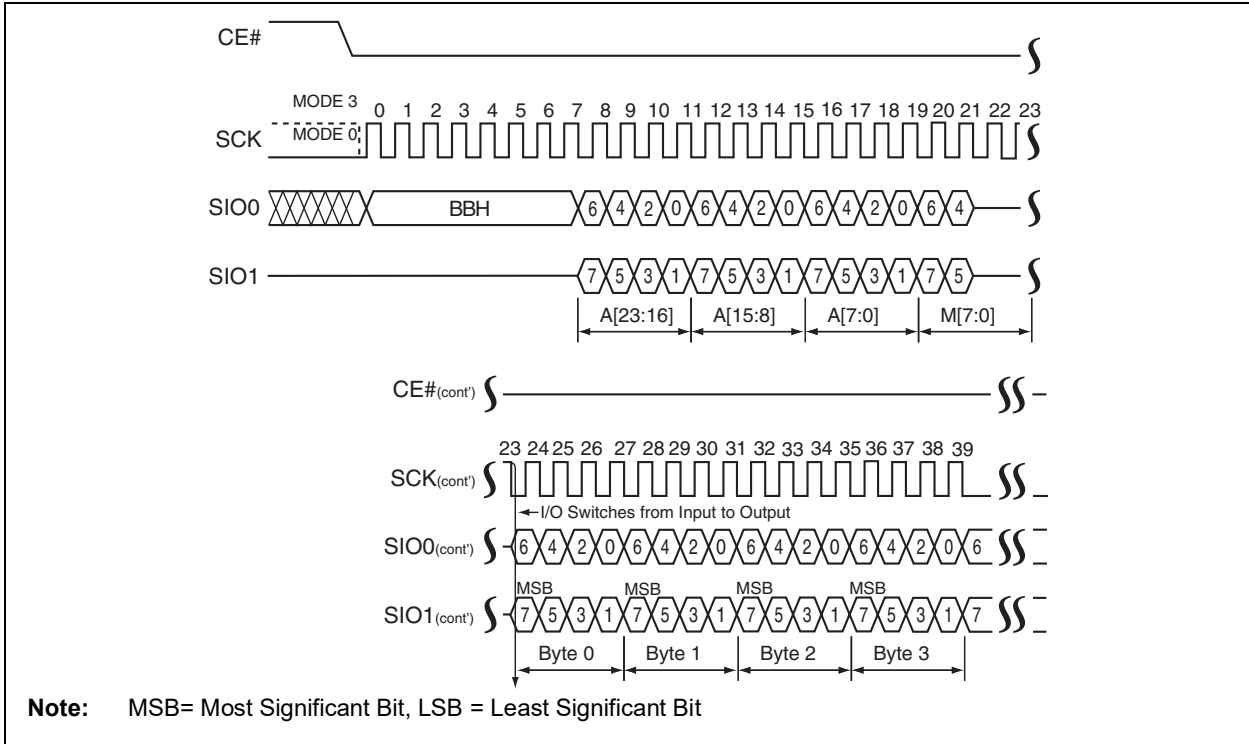 CE#
MODE 3
0 1 2 3 4 5 6 7 8 9 10 11 12 13 14 15 16 17 18 19 20 21 22 23
SCK MODE 0
SIO0 BBH 6 4 2 0 6 4 2 0 6 4 2 0 6 4
SIO1 7 5 3 1 7 5 3 1 7 5 3 1 7 5
A[23:16] A[15:8] A[7:0] M[7:0]
CE#(cont')
23 24 25 26 27 28 29 30 31 32 33 34 35 36 37 38 39
SCK(cont')
I/O Switches from Input to Output
SIO0(cont') 6 4 2 0 6 4 2 0 6 4 2 0 6 4 2 0 6
MSB MSB MSB MSB
SIO1(cont') 7 5 3 1 7 5 3 1 7 5 3 1 7 5 3 1 7
Byte 0 Byte 1 Byte 2 Byte 3
Note: MSB= Most Significant Bit, LSB = Least Significant Bit